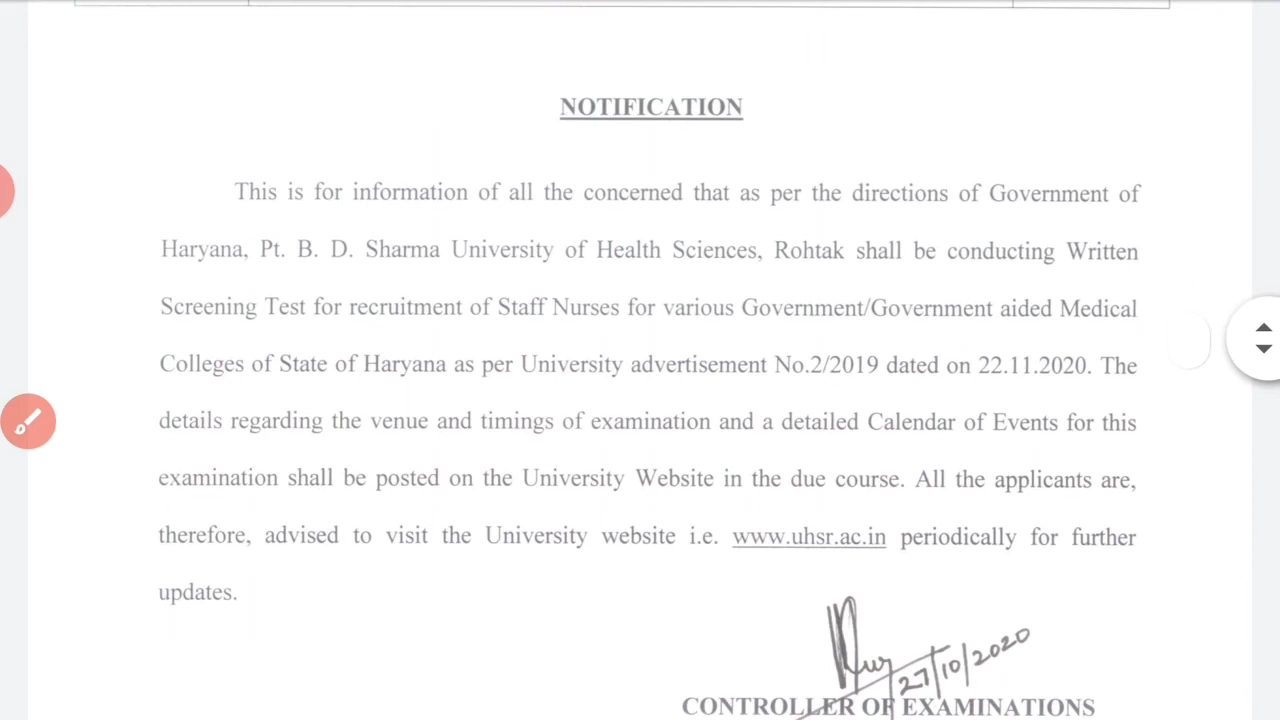 NOTIFICATION
This is for information of all the concerned that as per the directions of Government of
Haryana, Pt. B. D. Sharma University of Health Sciences, Rohtak shall be conducting Written
Screening Test for recruitment of Staff Nurses for various Government/Government aided Medical
Colleges of State of Haryana as per University advertisement No.2/2019 dated on 22.11.2020. The
details regarding the venue and timings of examination and a detailed Calendar of Events for this
examination shall be posted on the University Website in the due course. All the applicants are,
therefore, advised to visit the University website i.e. www.uhsr.ac.in periodically for further
updates.
27/10/2020
CONTROLLER OF EXAMINATIONS